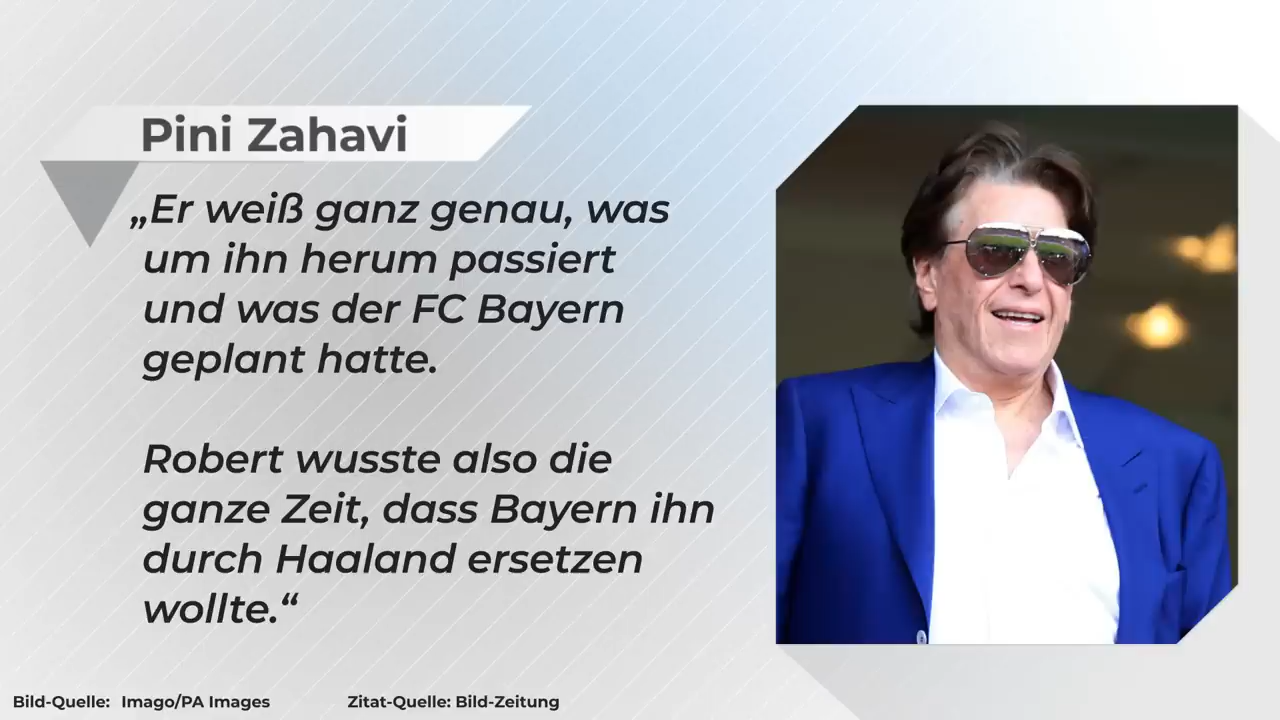 Pini Zahavi
„Er weiß ganz genau, was
um ihn herum passiert
und was der FC Bayern
geplant hatte.
Robert wusste also die
ganze Zeit, dass Bayern ihn
durch Haaland ersetzen
wollte.“
Bild-Quelle: Imago/PA Images
Zitat-Quelle: Bild-Zeitung